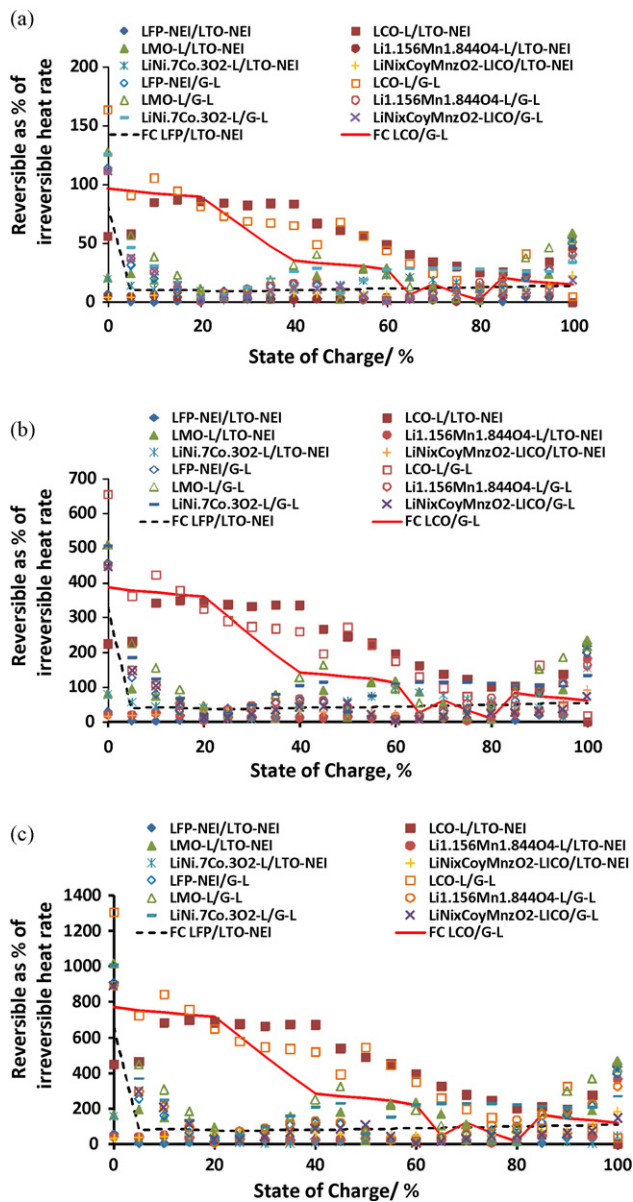 (a)
LFP-NEI/LTO-NEI LCO-L/LTO-NEI
LMO-L/LTO-NEI Li1.156Mn1.844O4-L/LTO-NEI
LiNi.7Co.3O2-L/LTO-NEI LiNixCoyMnzO2-LICO/LTO-NEI
LFP-NEI/G-L LCO-L/G-L
LMO-L/G-L Li1.156Mn1.844O4-L/G-L
LiNi.7Co.3O2-L/G-L LiNixCoyMnzO2-LICO/G-L
FC LFP/LTO-NEI FC LCO/G-L
Reversible as % of
irreversible heat rate
200
150
100
50
0
0 20 40 60 80 100
State of Charge/ %
(b)
LFP-NEI/LTO-NEI LCO-L/LTO-NEI
LMO-L/LTO-NEI Li1.156Mn1.844O4-L/LTO-NEI
LiNi.7Co.3O2-L/LTO-NEI LiNixCoyMnzO2-LICO/LTO-NEI
LFP-NEI/G-L LCO-L/G-L
LMO-L/G-L Li1.156Mn1.844O4-L/G-L
LiNi.7Co.3O2-L/G-L LiNixCoyMnzO2-LICO/G-L
FC LFP/LTO-NEI FC LCO/G-L
Reversible as % of
irreversible heat rate
700
600
500
400
300
200
100
0
0 20 40 60 80 100
State of Charge, %
(c)
LFP-NEI/LTO-NEI LCO-L/LTO-NEI
LMO-L/LTO-NEI Li1.156Mn1.844O4-L/LTO-NEI
LiNi.7Co.3O2-L/LTO-NEI LiNixCoyMnzO2-LICO/LTO-NEI
LFP-NEI/G-L LCO-L/G-L
LMO-L/G-L Li1.156Mn1.844O4-L/G-L
LiNi.7Co.3O2-L/G-L LiNixCoyMnzO2-LICO/G-L
FC LFP/LTO-NEI FC LCO/G-L
Reversible as % of
irreversible heat rate
1400
1200
1000
800
600
400
200
0
0 20 40 60 80 100
State of Charge/ %